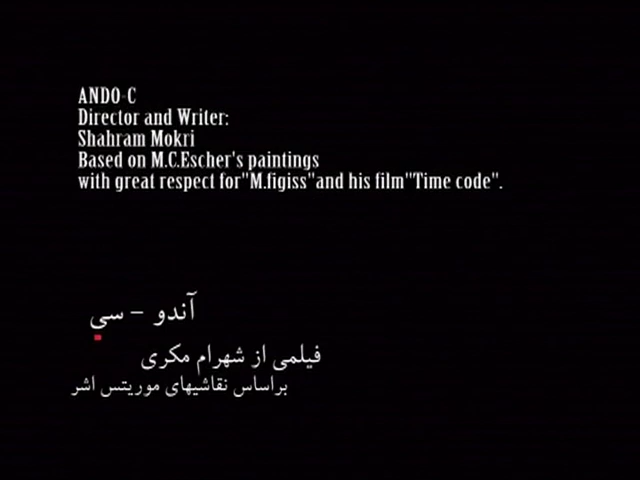 ANDO-C
Director and Writer:
Shahram Mokri
Based on M.C.Escher's paintings
with great respect for"M.figiss"and his film"Time code".
آندو - سی
فیلمی از شهرام مکری
براساس نقاشیهای موریتس اشر